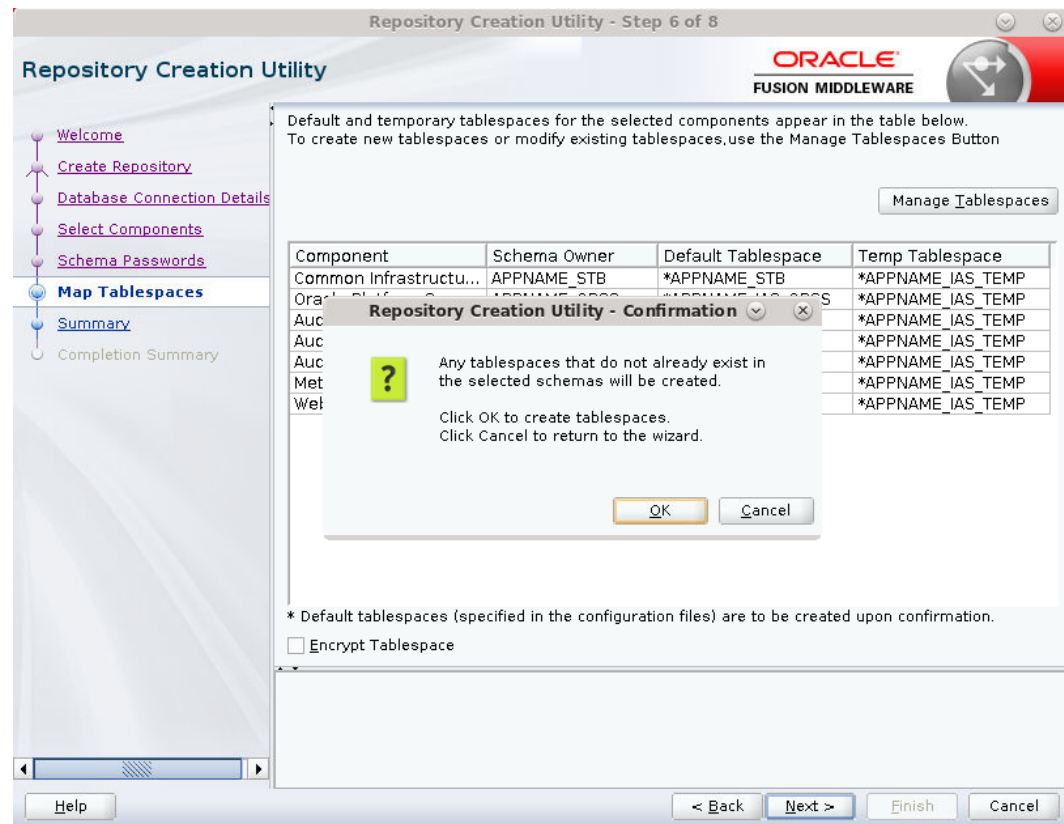 Repository Creation Utility - Step 6 of 8
Repository Creation Utility
ORACLE
FUSION MIDDLEWARE
Welcome
Create Repository
Database Connection Details
Select Components
Schema Passwords
Map Tablespaces
Summary
Completion Summary
Default and temporary tablespaces for the selected components appear in the table below.
To create new tablespaces or modify existing tablespaces,use the Manage Tablespaces Button
Manage Tablespaces
Component Schema Owner Default Tablespace Temp Tablespace
Common Infrastructu... APPNAME_STB *APPNAME_STB *APPNAME_IAS_TEMP
*APPNAME_IAS_TEMP
Aud *APPNAME_IAS_TEMP
Aud *APPNAME_IAS_TEMP
Aud *APPNAME_IAS_TEMP
Met *APPNAME_IAS_TEMP
Web *APPNAME_IAS_TEMP
Repository Creation Utility - Confirmation
?
Any tablespaces that do not already exist in
the selected schemas will be created.
Click OK to create tablespaces.
Click Cancel to return to the wizard.
OK Cancel
* Default tablespaces (specified in the configuration files) are to be created upon confirmation.
Encrypt Tablespace
Help < Back Next > Finish Cancel